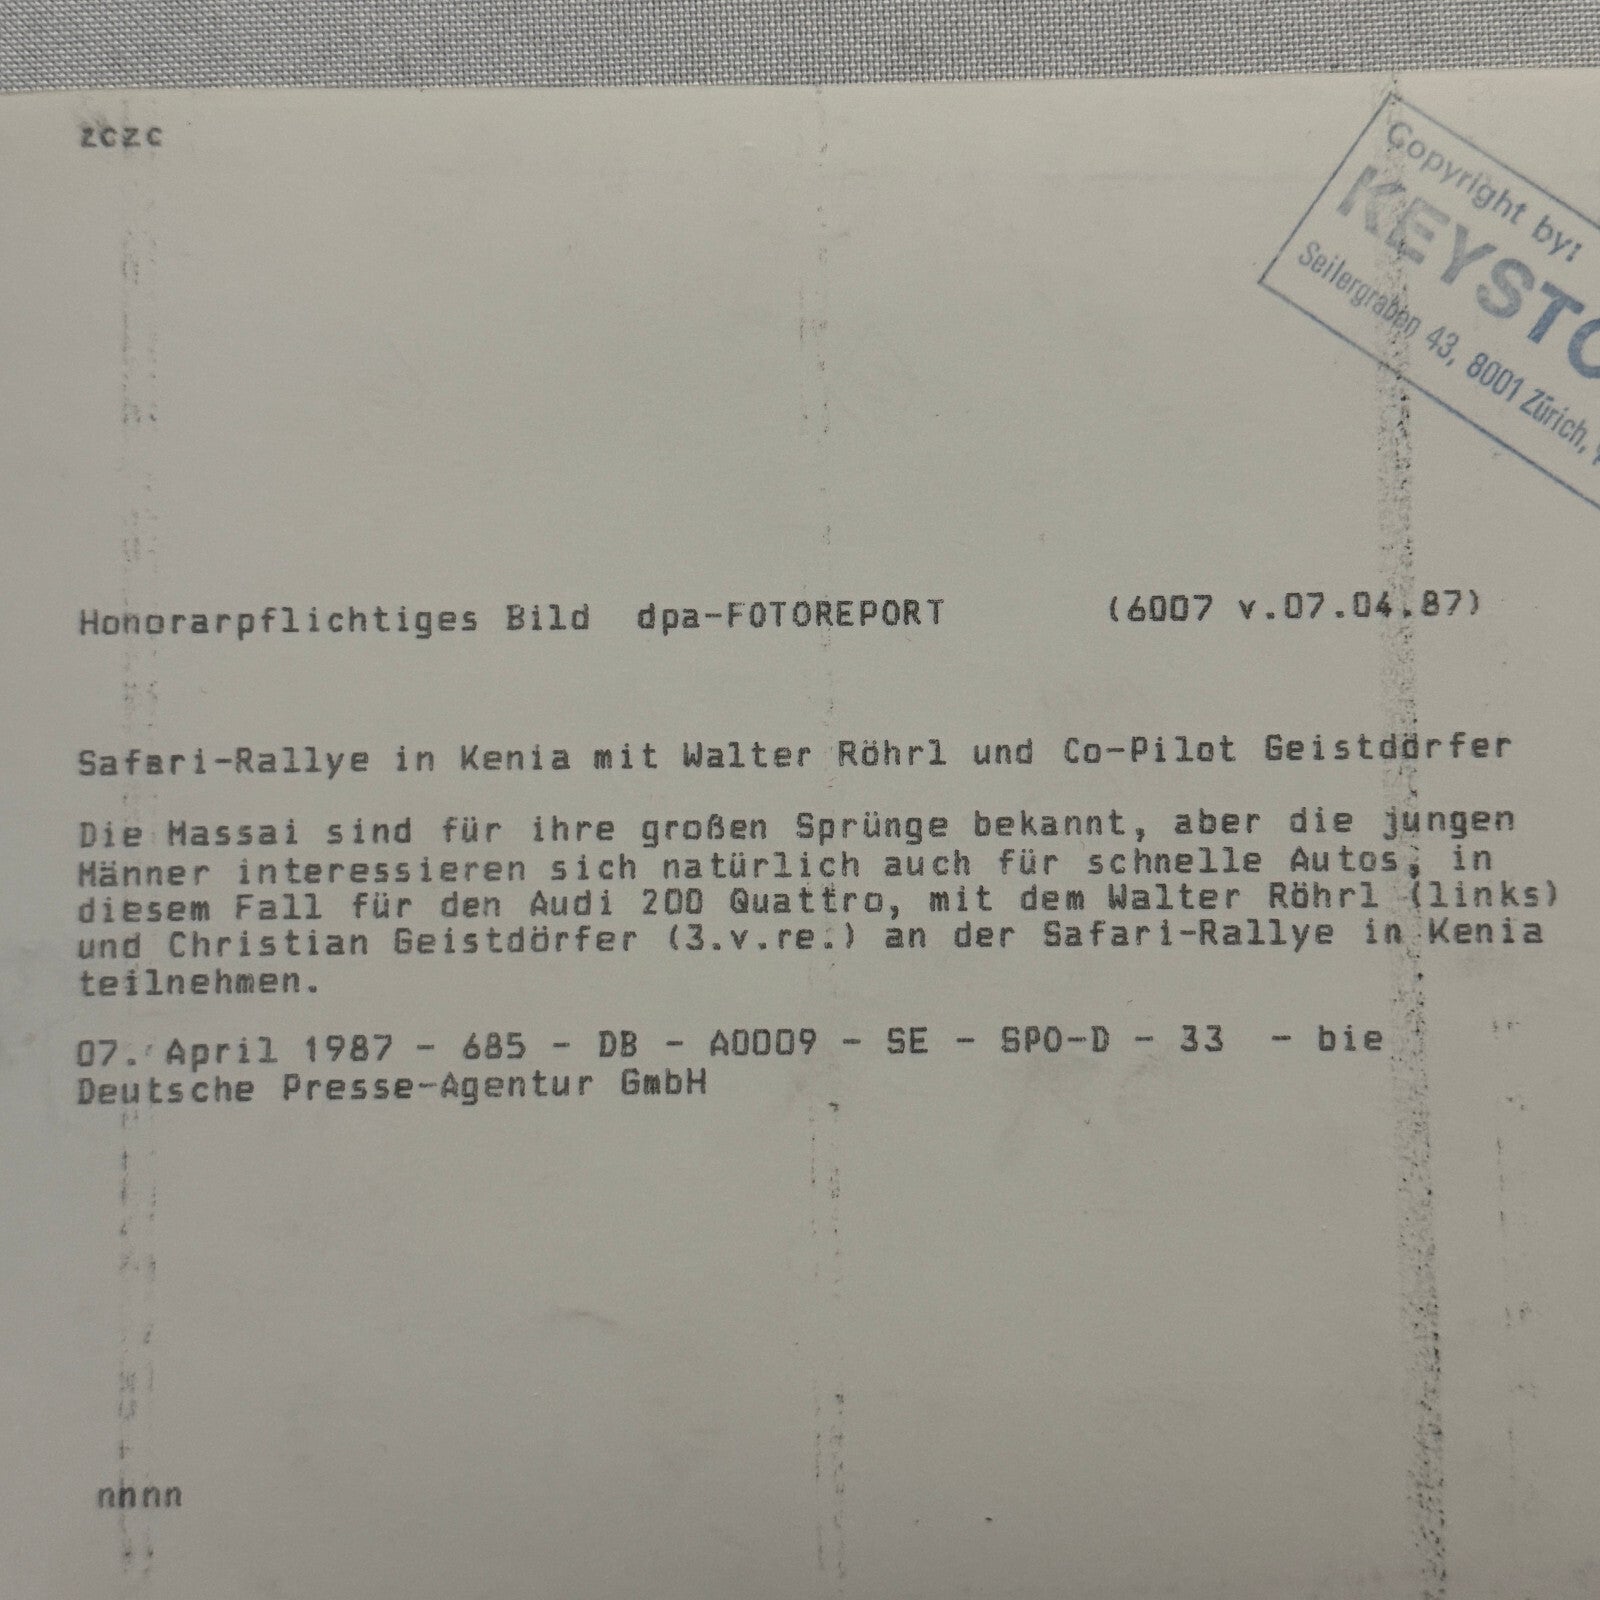 zczc
Copyright by:
Seilergraben 43, 8001 Zürich,
Honorarpflichtiges Bild dpa-FOTOREPORT (6007 v.07.04.87)
Safari-Rallye in Kenia mit Walter Röhrl und Co-Pilot Geistdörfer
Die Massai sind für ihre großen Sprünge bekannt, aber die jungen
Männer interessieren sich natürlich auch für schnelle Autos, in
diesem Fall für den Audi 200 Quattro, mit dem Walter Röhrl (links)
und Christian Geistdörfer (3.v.re.) an der Safari-Rallye in Kenia
teilnehmen.
07. April 1987 - 685 - DB - A0009 - SE - SPO-D - 33 - bie
Deutsche Presse-Agentur GmbH
nnnn